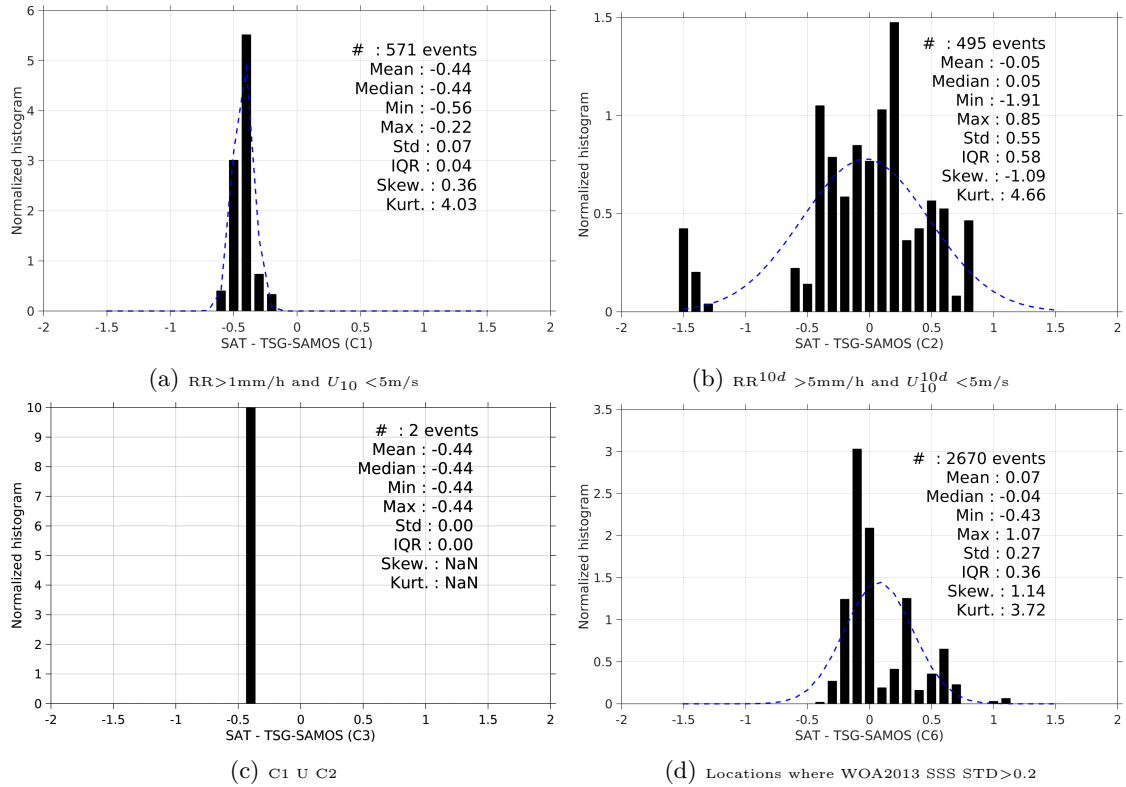 6
5
4
3
2
1
0
Normalized histogram
-2 -1.5 -1 -0.5 0 0.5 1 1.5 2
SAT - TSG-SAMOS (C1)
# : 571 events
Mean : -0.44
Median : -0.44
Min : -0.56
Max : -0.22
Std : 0.07
IQR : 0.04
Skew. : 0.36
Kurt. : 4.03
(a) RR>1mm/h and U10 <5m/s
1.5
1
0.5
0
Normalized histogram
-2 -1.5 -1 -0.5 0 0.5 1 1.5 2
SAT - TSG-SAMOS (C2)
# : 495 events
Mean : -0.05
Median : 0.05
Min : -1.91
Max : 0.85
Std : 0.55
IQR : 0.58
Skew. : -1.09
Kurt. : 4.66
(b) RR^10d >5mm/h and U10^10d <5m/s
10
9
8
7
6
5
4
3
2
1
0
Normalized histogram
-2 -1.5 -1 -0.5 0 0.5 1 1.5 2
SAT - TSG-SAMOS (C3)
# : 2 events
Mean : -0.44
Median : -0.44
Min : -0.44
Max : -0.44
Std : 0.00
IQR : 0.00
Skew. : NaN
Kurt. : NaN
(c) C1 U C2
3.5
3
2.5
2
1.5
1
0.5
0
Normalized histogram
-2 -1.5 -1 -0.5 0 0.5 1 1.5 2
SAT - TSG-SAMOS (C6)
# : 2670 events
Mean : 0.07
Median : -0.04
Min : -0.43
Max : 1.07
Std : 0.27
IQR : 0.36
Skew. : 1.14
Kurt. : 3.72
(d) Locations where WOA2013 SSS STD>0.2